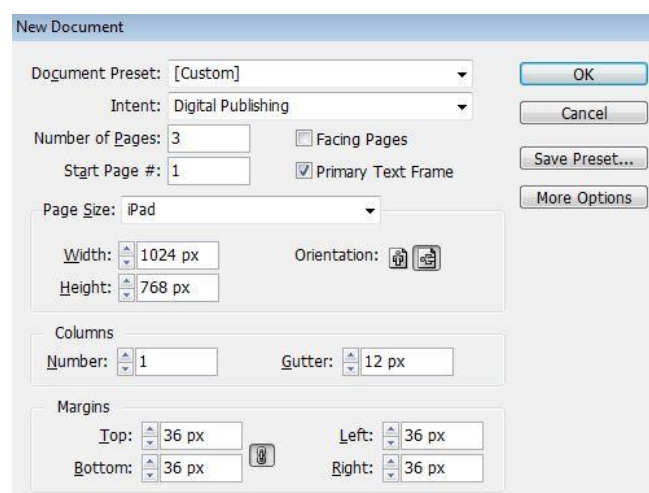 New Document
Document Preset: [Custom]
OK
Intent: Digital Publishing
Cancel
Number of Pages: 3
Facing Pages
Save Preset...
Start Page #: 1
Primary Text Frame
More Options
Page Size: iPad
Width: 1024 px
Orientation:
Height: 768 px
Columns
Number: 1
Gutter: 12 px
Margins
Top: 36 px
Left: 36 px
Bottom: 36 px
Right: 36 px